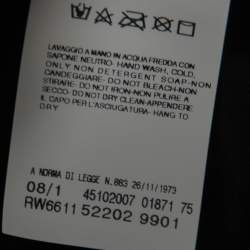 LAVAGGIO A MANO IN ACQUA FREDDA CON
SAPONE NEUTRO- HAND WASH, COLD,
ONLY NON DETERGENT SOAP-NON
CANDEGGIARE- DO NOT BLEACH-NON
STIRARE- DO NOT IRON-NON PULIRE A
SECCO- DO NOT DRY CLEAN-APPENDERE
IL CAPO PER L'ASCIUGATURA- HANG TO
DRY
A NORMA DI LEGGE N.883 26/11/1973
08/1 45102007 01871 75
RW6611 52202 9901